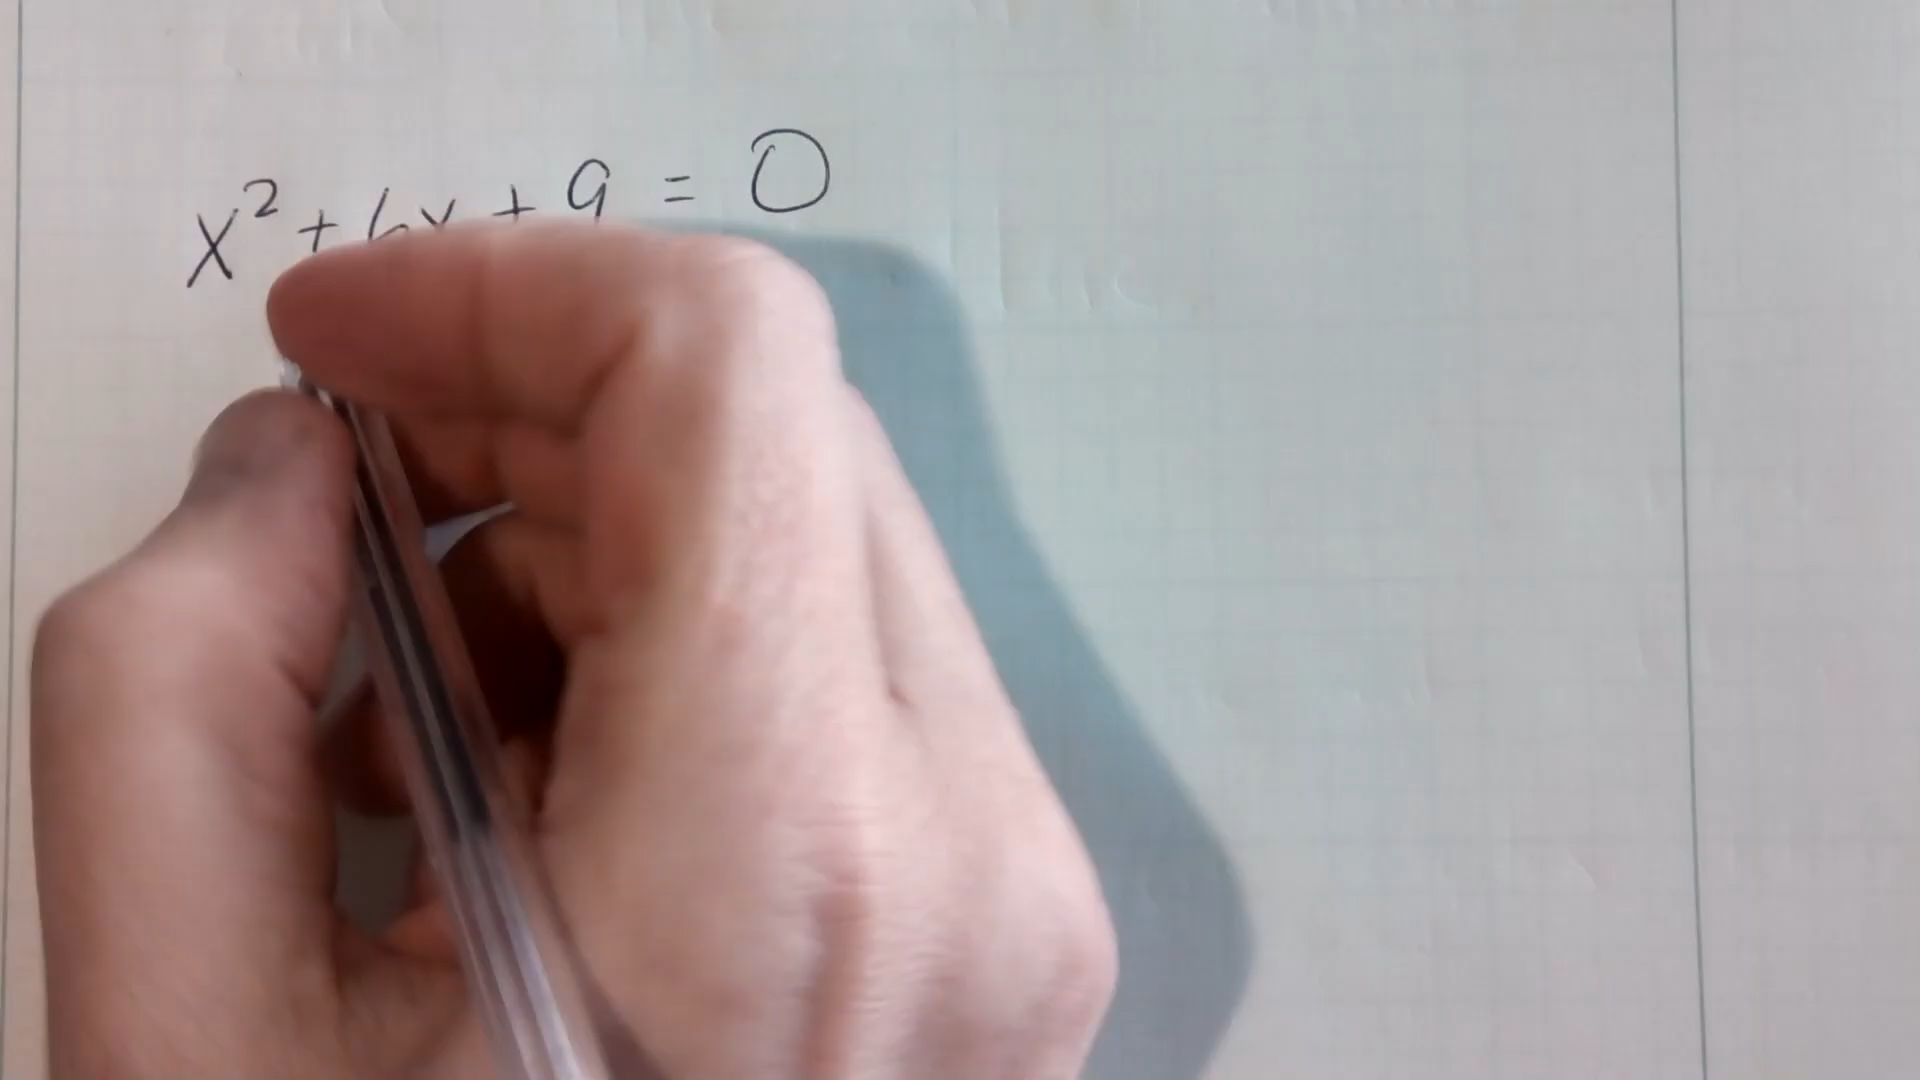 x² + 6x + 9 = 0